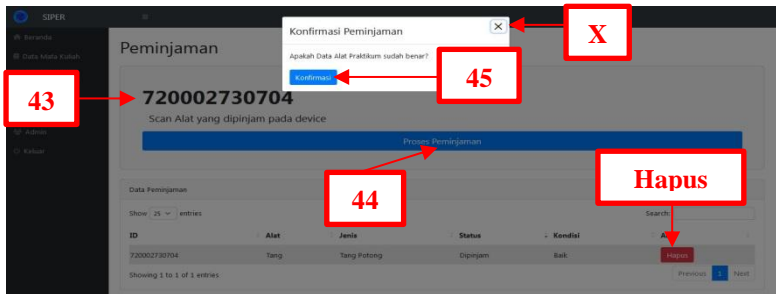 SIPER
Beranda
Data Mata Kuliah
Admin
Keluar
Peminjaman
Konfirmasi Peminjaman
X
Apakah Data Alat Praktikum sudah benar?
Konfirmasi
45
43
720002730704
Scan Alat yang dipinjam pada device
Proses Peminjaman
44
Hapus
Data Peminjaman
Show 25 entries
Search:
ID Alat Jenis Status Kondisi
720002730704 Tang Tang Potong Dipinjam Baik Hapus
Showing 1 to 1 of 1 entries
Previous 1 Next